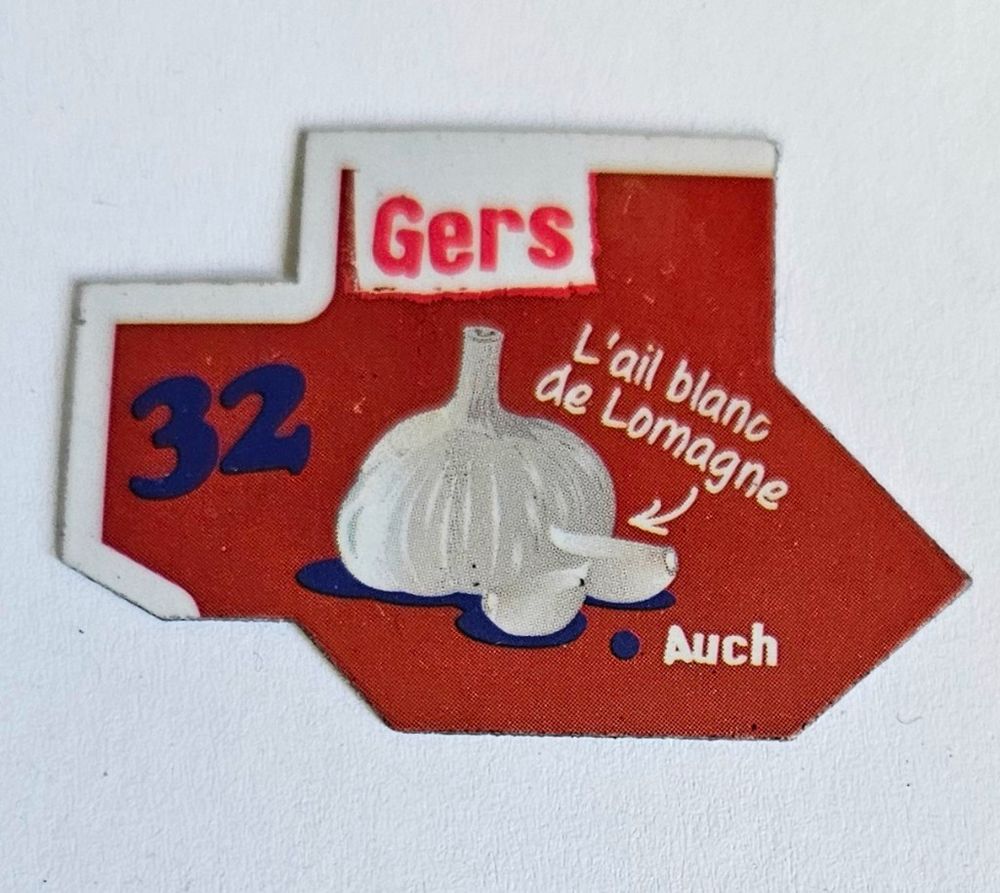 Gers
32
L'ail blanc
de Lomagne
Auch